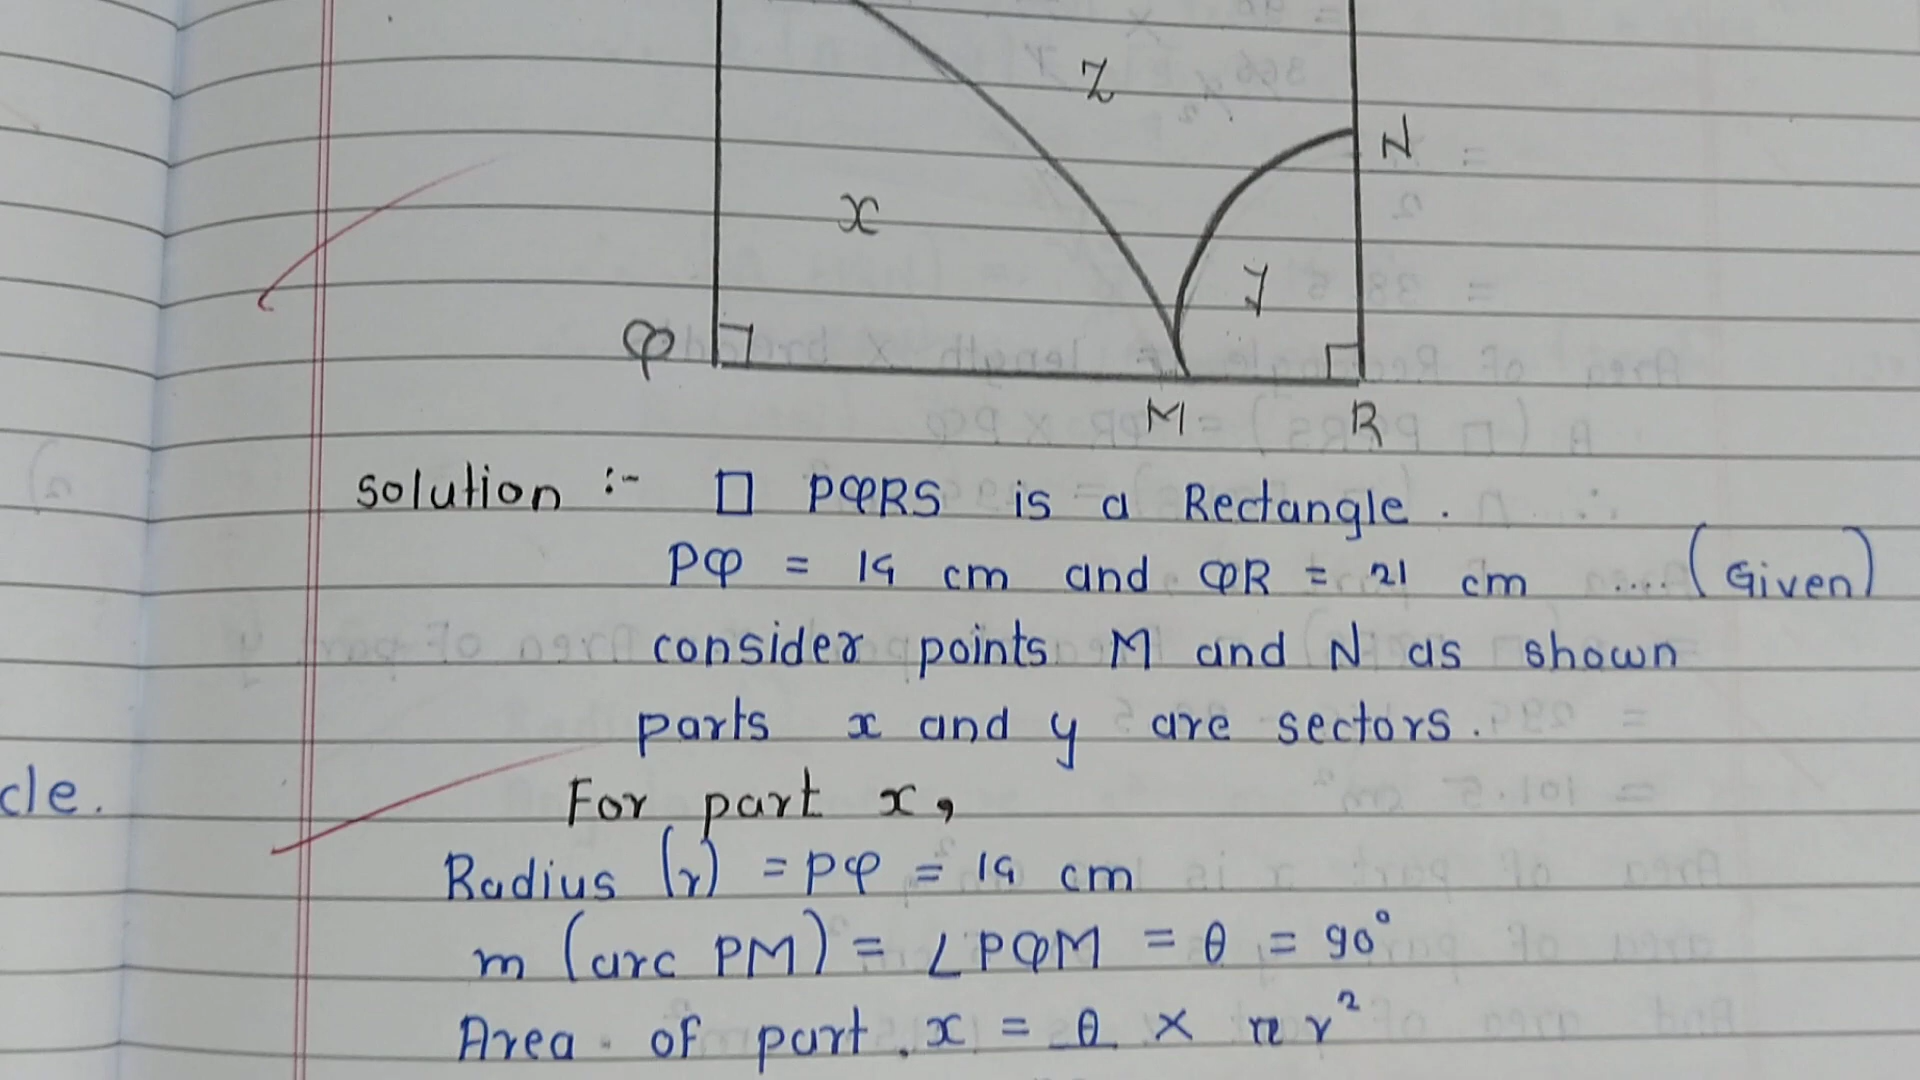 Z
N
x
y
Q
M R
solution :- □ PQRS is a Rectangle.
PQ = 14 cm and QR = 21 cm .... (Given)
consider points M and N as shown
parts x and y are sectors.
cle.
For part x,
Radius (r) = PQ = 14 cm
m (arc PM) = ∠PQM = θ = 90°
Area of part x = θ × πr²